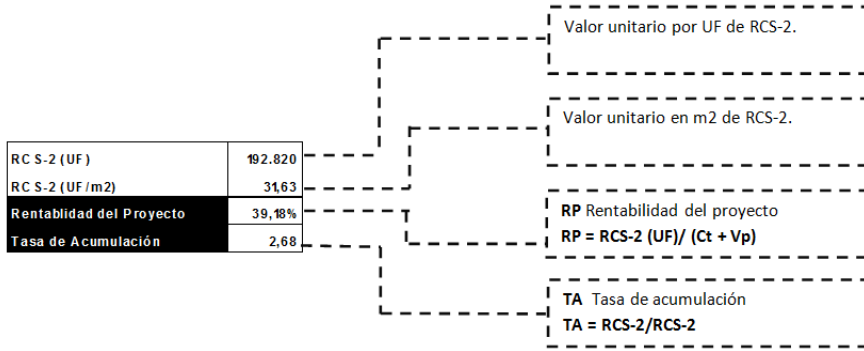 Valor unitario por UF de RCS-2.
Valor unitario en m2 de RCS-2.
RC S-2 (UF) 192.820
RC S-2 (UF/m2) 31,63
Rentablidad del Proyecto 39,18%
Tasa de Acumulación 2,68
RP Rentabilidad del proyecto
RP = RCS-2 (UF)/ (Ct + Vp)
TA Tasa de acumulación
TA = RCS-2/RCS-2